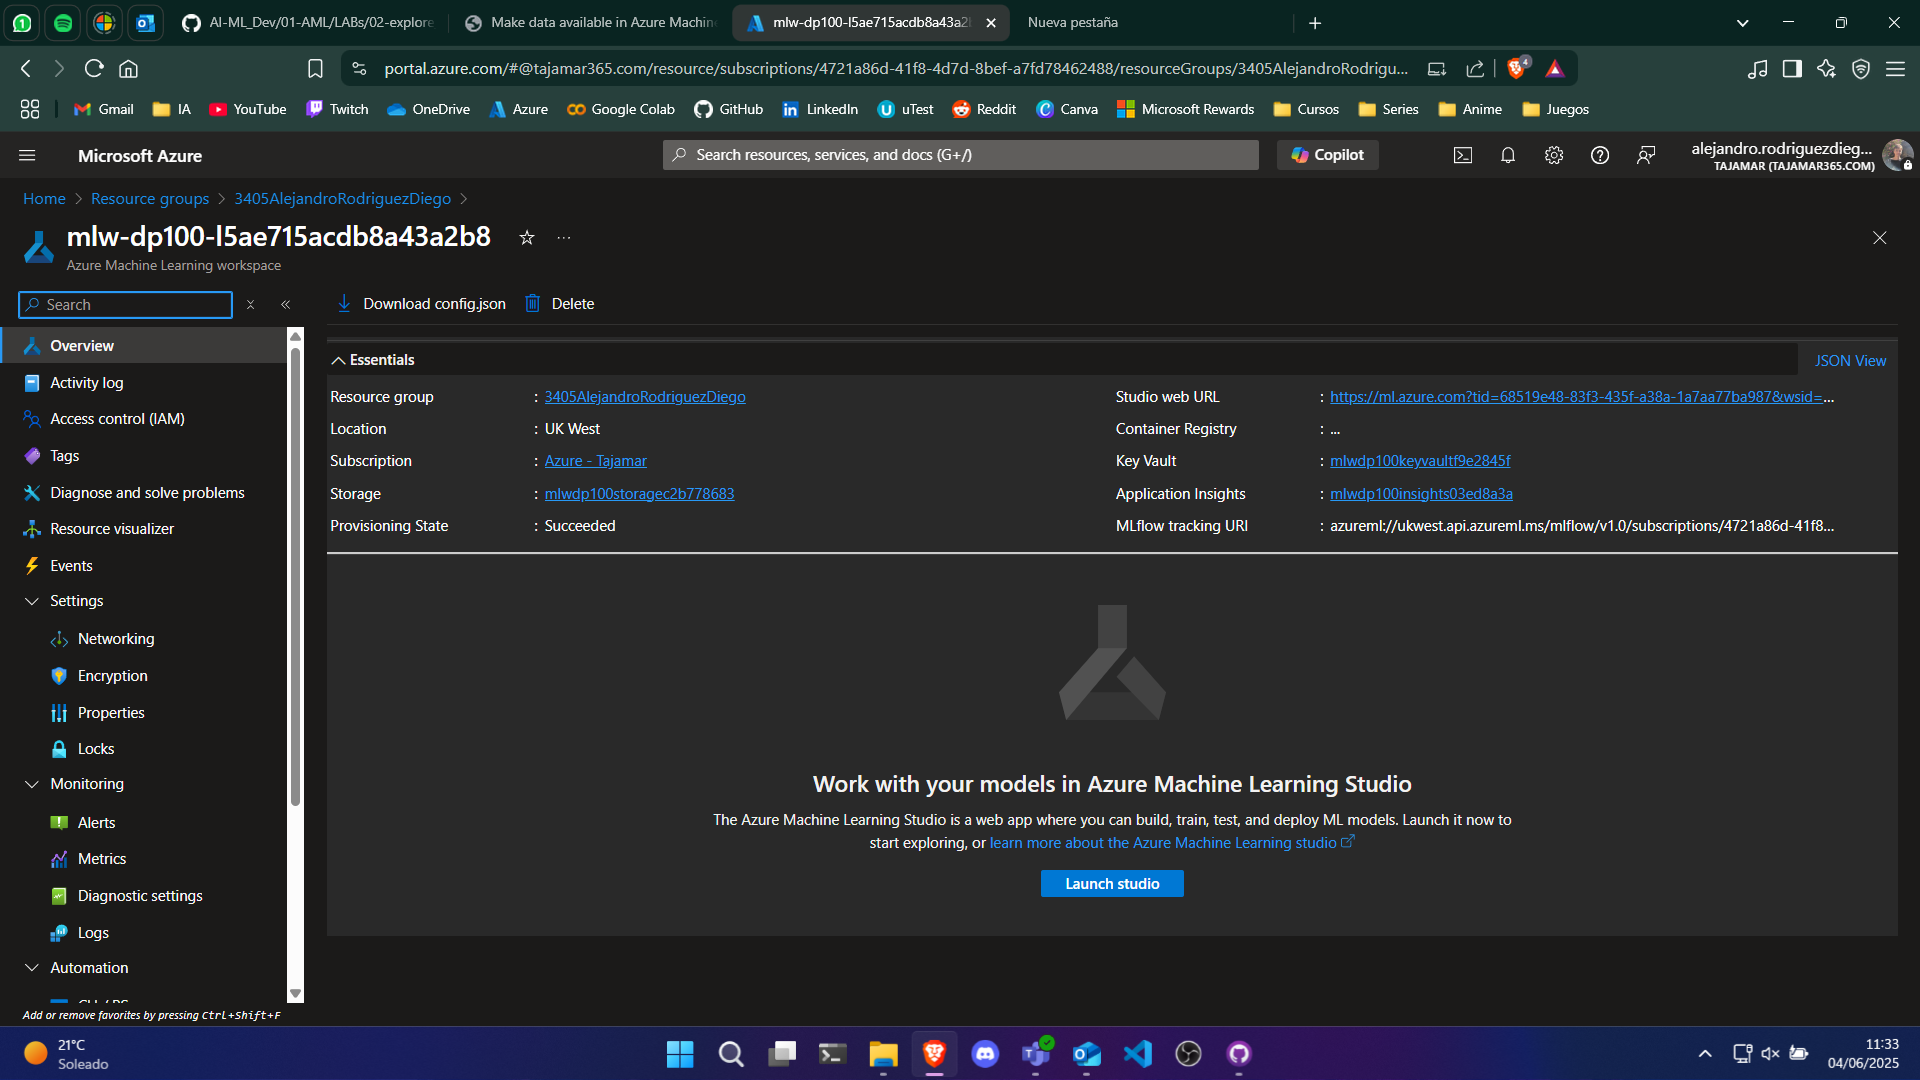 AI-ML_Dev/01-AML/LABs/02-explore
Make data available in Azure Machin
mlw-dp100-l5ae715acdb8a43a2
Nueva pestaña
portal.azure.com/#@tajamar365.com/resource/subscriptions/4721a86d-41f8-4d7d-8bef-a7fd78462488/resourceGroups/3405AlejandroRodrigu...
4
Gmail
IA
YouTube
Twitch
OneDrive
Azure
Google Colab
GitHub
LinkedIn
uTest
Reddit
Canva
Microsoft Rewards
Cursos
Series
Anime
Juegos
Microsoft Azure
Search resources, services, and docs (G+/)
Copilot
alejandro.rodriguezdieg...
TAJAMAR (TAJAMAR365.COM)
Home
Resource groups
3405AlejandroRodriguezDiego
mlw-dp100-l5ae715acdb8a43a2b8
Azure Machine Learning workspace
Search
Download config.json
Delete
Overview
Activity log
Access control (IAM)
Tags
Diagnose and solve problems
Resource visualizer
Events
Settings
Networking
Encryption
Properties
Locks
Monitoring
Alerts
Metrics
Diagnostic settings
Logs
Automation
Add or remove favorites by pressing Ctrl+Shift+F
Essentials
JSON View
Resource group : 3405AlejandroRodriguezDiego
Location : UK West
Subscription : Azure - Tajamar
Storage : mlwdp100storagec2b778683
Provisioning State : Succeeded
Studio web URL : https://ml.azure.com?tid=68519e48-83f3-435f-a38a-1a7aa77ba987&wsid=...
Container Registry : ...
Key Vault : mlwdp100keyvaultf9e2845f
Application Insights : mlwdp100insights03ed8a3a
MLflow tracking URI : azureml://ukwest.api.azureml.ms/mlflow/v1.0/subscriptions/4721a86d-41f8...
Work with your models in Azure Machine Learning Studio
The Azure Machine Learning Studio is a web app where you can build, train, test, and deploy ML models. Launch it now to
start exploring, or learn more about the Azure Machine Learning studio
Launch studio
21°C
Soleado
11:33
04/06/2025